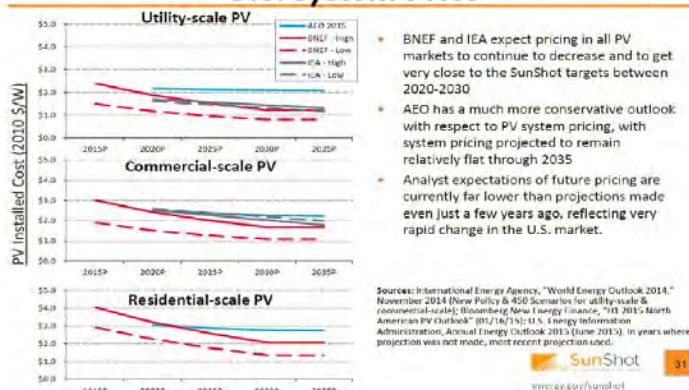 Utility-scale PV
$5.0
$4.0
$3.0
$2.0
$1.0
$0.0
AEO 2015
BNEF - High
BNEF - Low
IEA - High
IEA - Low
2015P 2020P 2025P 2030P 2035P
Commercial-scale PV
$5.0
$4.0
$3.0
$2.0
$1.0
$0.0
2015P 2020P 2025P 2030P 2035P
Residential-scale PV
$5.0
$4.0
$3.0
$2.0
$1.0
$0.0
PV Installed Cost (2010 $/W)
• BNEF and IEA expect pricing in all PV
markets to continue to decrease and to get
very close to the SunShot targets between
2020-2030
• AEO has a much more conservative outlook
with respect to PV system pricing, with
system pricing projected to remain
relatively flat through 2035
• Analyst expectations of future pricing are
currently far lower than projections made
even just a few years ago, reflecting very
rapid change in the U.S. market.
Sources: International Energy Agency, "World Energy Outlook 2014,"
November 2014 (New Policy & 450 Scenarios for utility-scale &
commercial-scale); Bloomberg New Energy Finance, "H1 2015 North
American PV Outlook" (01/16/15); U.S. Energy Information
Administration, Annual Energy Outlook 2015 (June 2015). In years where
projection was not made, most recent projection used.
SunShot
31
energy.gov/sunshot